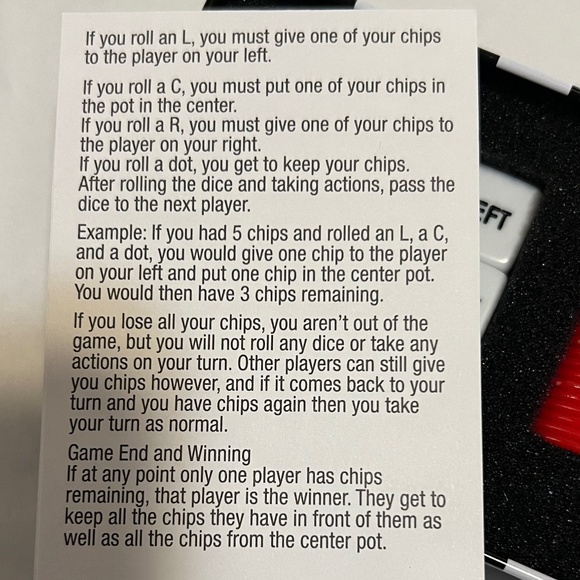 If you roll an L, you must give one of your chips
to the player on your left.
If you roll a C, you must put one of your chips in
the pot in the center.
If you roll a R, you must give one of your chips to
the player on your right.
If you roll a dot, you get to keep your chips.
After rolling the dice and taking actions, pass the
dice to the next player.
Example: If you had 5 chips and rolled an L, a C,
and a dot, you would give one chip to the player
on your left and put one chip in the center pot.
You would then have 3 chips remaining.
If you lose all your chips, you aren't out of the
game, but you will not roll any dice or take any
actions on your turn. Other players can still give
you chips however, and if it comes back to your
turn and you have chips again then you take
your turn as normal.
Game End and Winning
If at any point only one player has chips
remaining, that player is the winner. They get to
keep all the chips they have in front of them as
well as all the chips from the center pot.
EFT